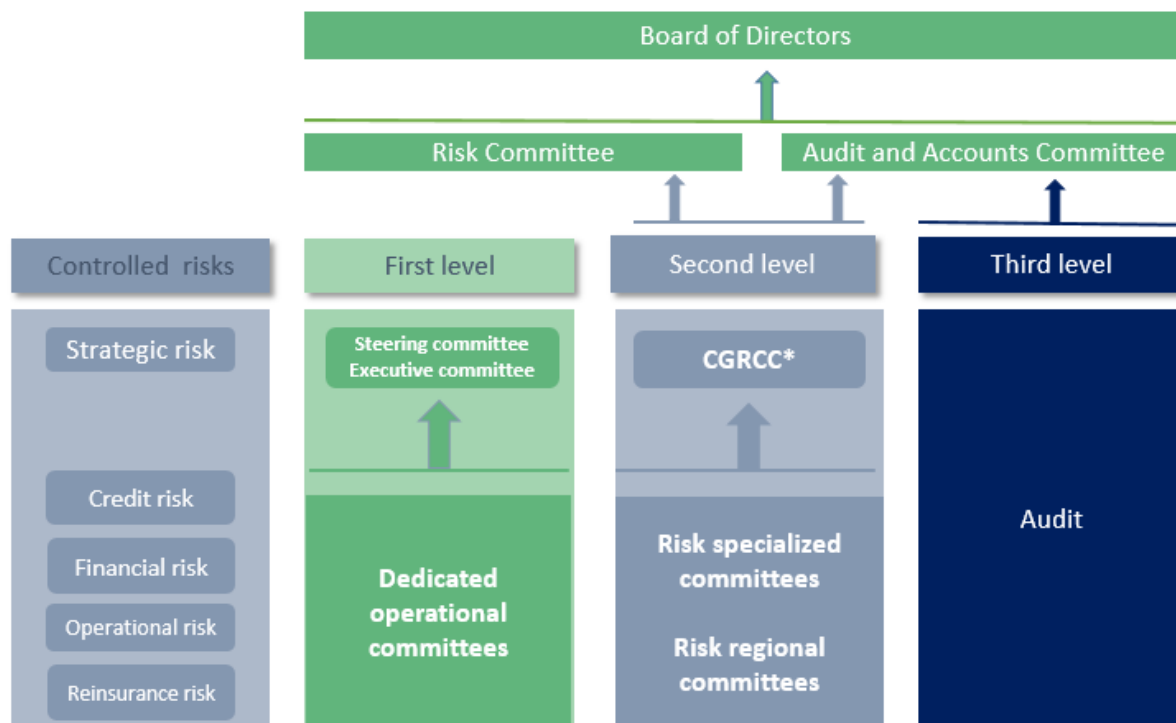 Board of Directors
Risk Committee
Audit and Accounts Committee
Controlled risks
First level
Second level
Third level
Strategic risk
Steering committee
Executive committee
CGRCC*
Credit risk
Financial risk
Operational risk
Reinsurance risk
Dedicated
operational
committees
Risk specialized
committees
Risk regional
committees
Audit